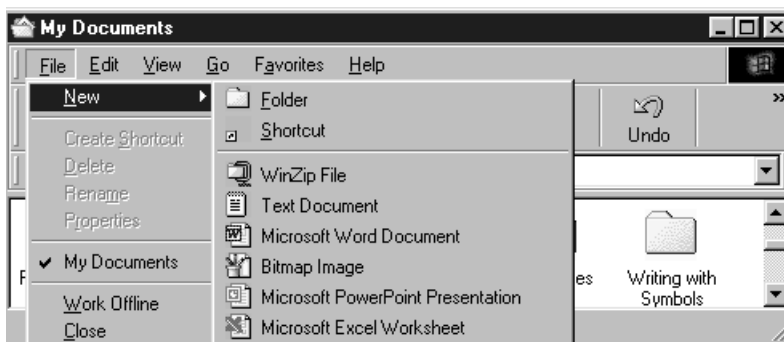 My Documents
File Edit View Go Favorites Help
New
Folder
Shortcut
Create Shortcut
Delete
Rename
Properties
WinZip File
Text Document
Microsoft Word Document
Bitmap Image
Microsoft PowerPoint Presentation
Microsoft Excel Worksheet
My Documents
Work Offline
Close
Undo
Writing with
Symbols